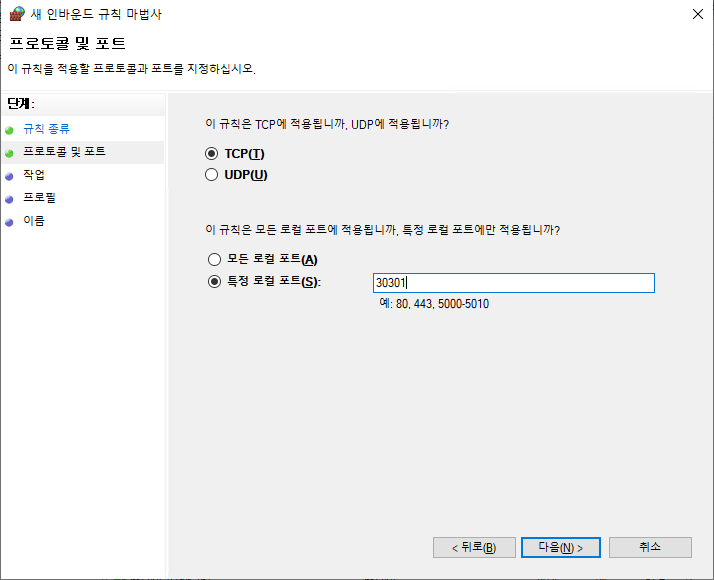 새 인바운드 규칙 마법사
프로토콜 및 포트
이 규칙을 적용할 프로토콜과 포트를 지정하십시오.
단계:
규칙 종류
프로토콜 및 포트
작업
프로필
이름
이 규칙은 TCP에 적용됩니까, UDP에 적용됩니까?
TCP(T)
UDP(U)
이 규칙은 모든 로컬 포트에 적용됩니까, 특정 로컬 포트에만 적용됩니까?
모든 로컬 포트(A)
특정 로컬 포트(S): 30301
예: 80, 443, 5000-5010
< 뒤로(B) 다음(N) > 취소